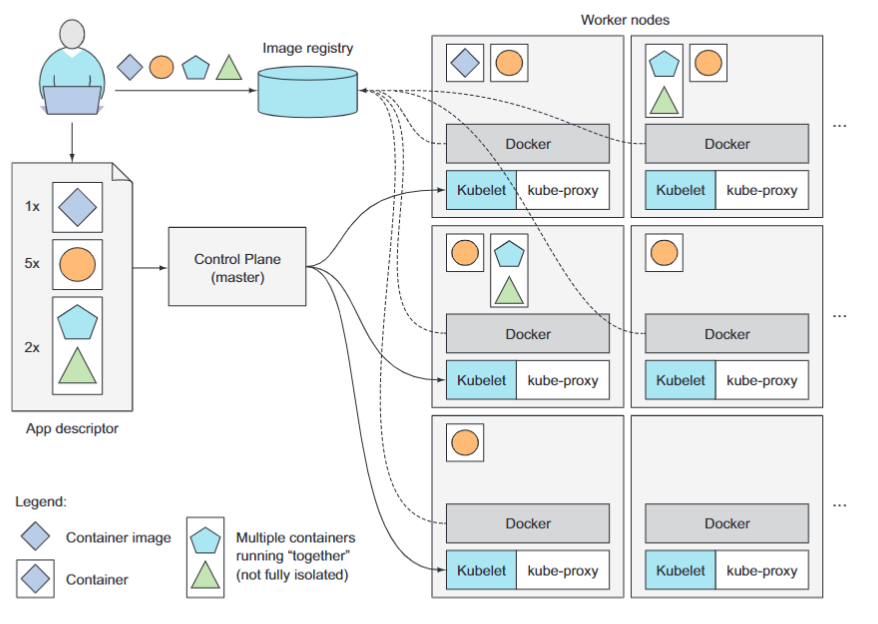 Worker nodes
Image registry
Docker
Docker
...
Kubelet
kube-proxy
Kubelet
kube-proxy
1x
5x
2x
App descriptor
Control Plane
(master)
Docker
Docker
...
Kubelet
kube-proxy
Kubelet
kube-proxy
Docker
Docker
...
Kubelet
kube-proxy
Kubelet
kube-proxy
Legend:
Container image
Container
Multiple containers
running “together”
(not fully isolated)